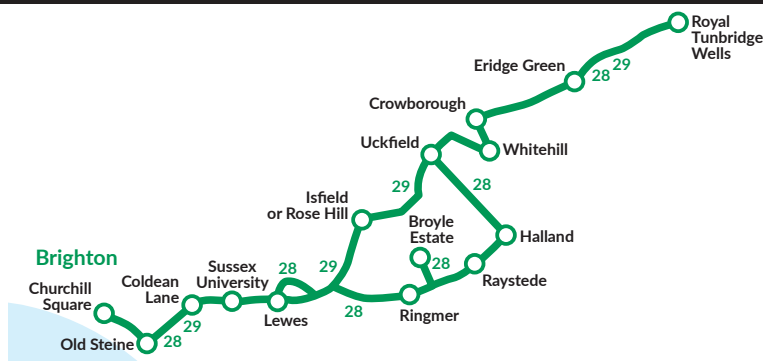 Royal
Tunbridge
Wells
Eridge Green
28
29
Crowborough
Whitehill
Uckfield
29
28
Isfield
or Rose Hill
Broyle
Estate
28
Halland
Raystede
Ringmer
28
29
28
Lewes
Sussex
University
Coldean
Lane
Brighton
Churchill
Square
Old Steine
28
29